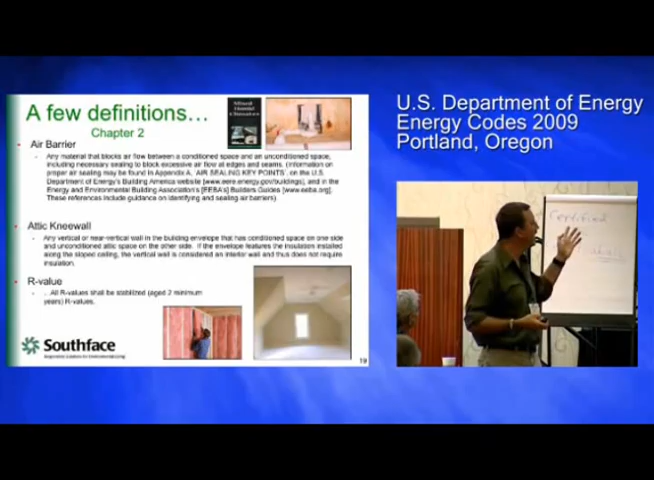 A few definitions…
Chapter 2
Air Barrier
Any material that blocks air flow between a conditioned space and an unconditioned space,
including necessary sealing to block excessive air flow at edges and seams. (Information on
proper air sealing may be found in Appendix A, 'AIR SEALING KEY POINTS', on the U.S
Department of Energy's Building America website [www.eere.energy.gov/buildings], and in the
Energy and Environmental Building Association's [EEBA's] Builders Guides [www.eeba.org].
These references include guidance on identifying and sealing air barriers)
Attic Kneewall
Any vertical or near-vertical wall in the building envelope that has conditioned space on one side
and unconditioned attic space on the other side. If the envelope features the insulation installed
along the sloped ceiling, the vertical wall is considered an interior wall and thus does not require
insulation.
R-value
...All R-values shall be stabilized (aged 2 minimum
years) R-values.
Southface
19
U.S. Department of Energy
Energy Codes 2009
Portland, Oregon
Certified